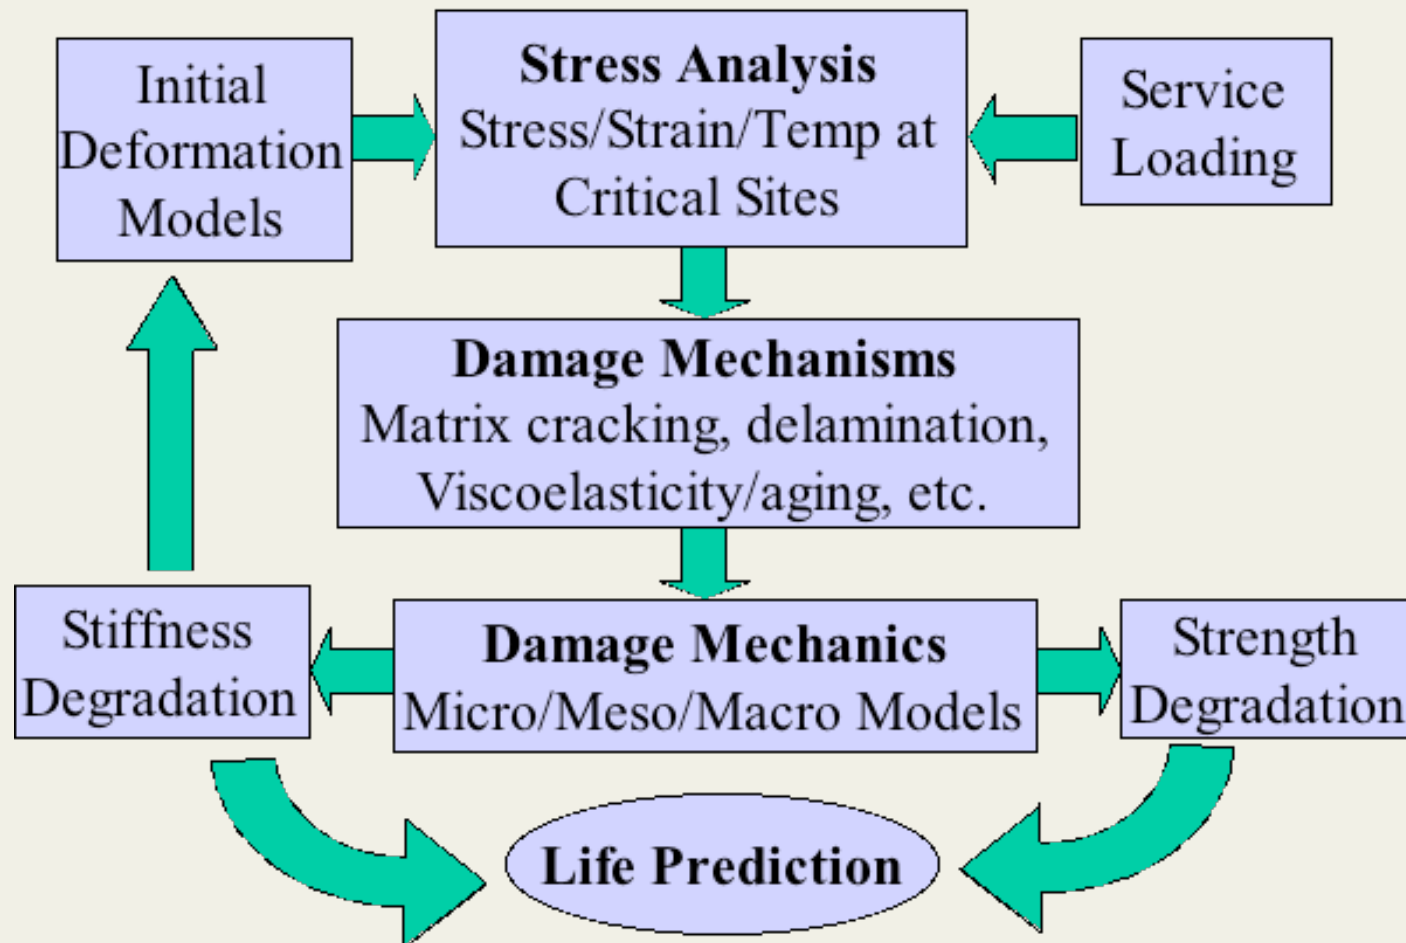 Initial
Deformation
Models
Stress Analysis
Stress/Strain/Temp at
Critical Sites
Service
Loading
Damage Mechanisms
Matrix cracking, delamination,
Viscoelasticity/aging, etc.
Stiffness
Degradation
Damage Mechanics
Micro/Meso/Macro Models
Strength
Degradation
Life Prediction